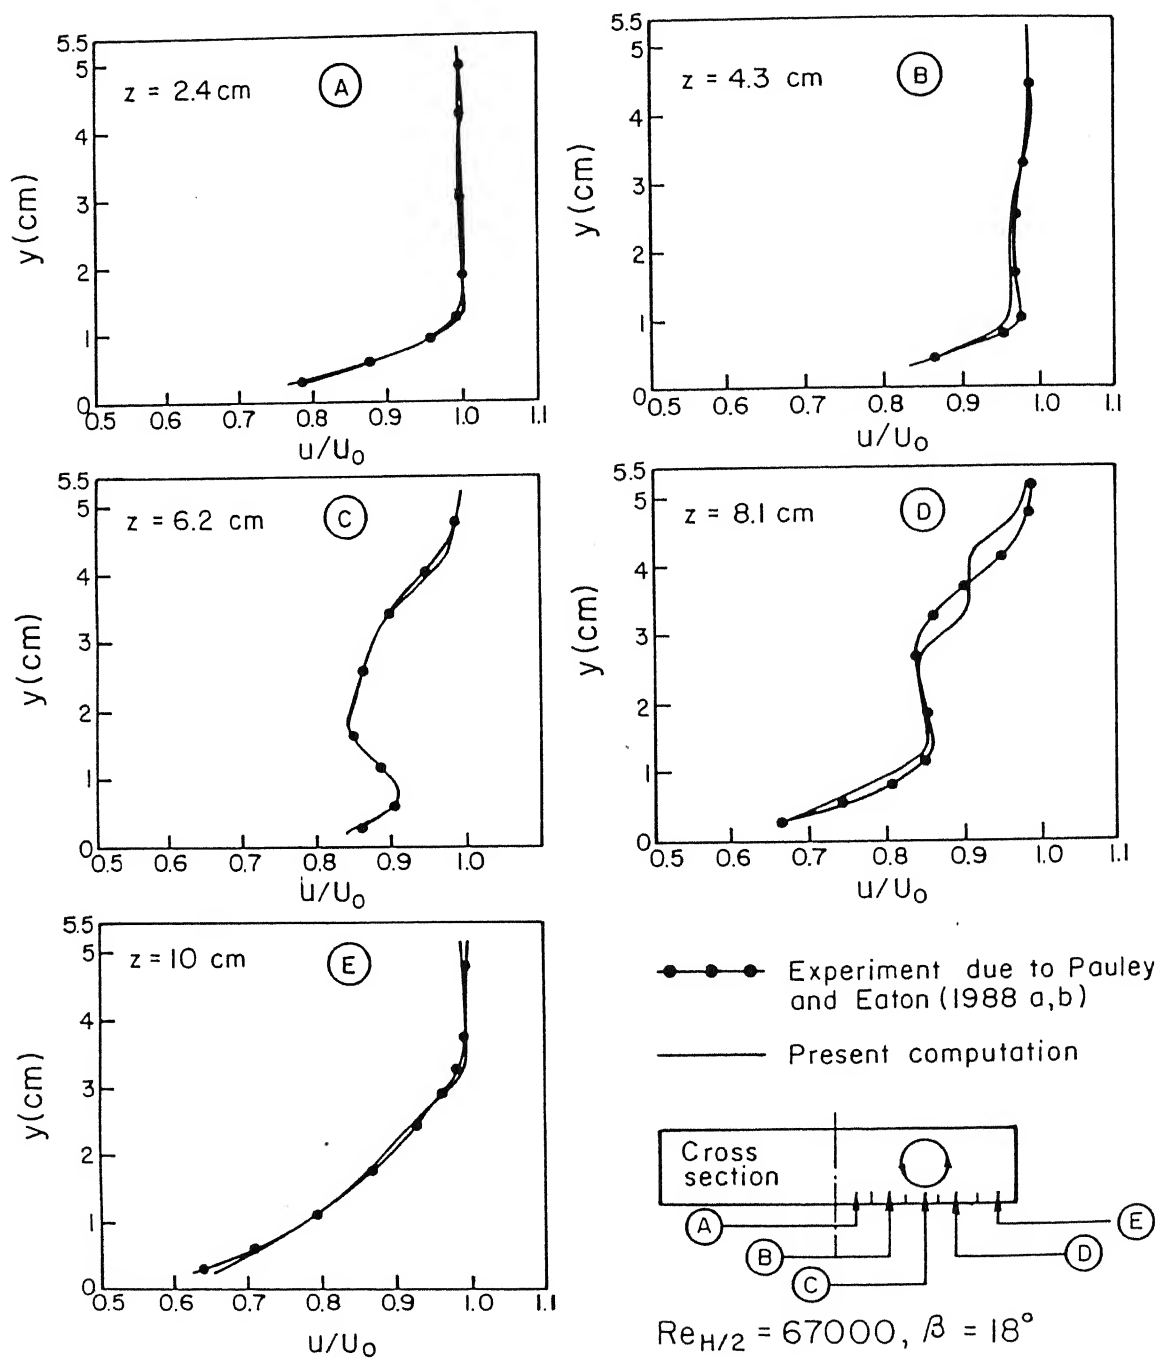 5.5
5
4
3
2
1
0
y (cm)
z = 2.4 cm
A
0.5 0.6 0.7 0.8 0.9 1.0 1.1
u/U₀
5.5
5
4
3
2
1
0
y (cm)
z = 4.3 cm
B
0.5 0.6 0.7 0.8 0.9 1.0 1.1
u/U₀
5.5
5
4
3
2
1
0
y (cm)
z = 6.2 cm
C
0.5 0.6 0.7 0.8 0.9 1.0 1.1
u/U₀
5.5
5
4
3
2
1
0
y (cm)
z = 8.1 cm
D
0.5 0.6 0.7 0.8 0.9 1.0 1.1
u/U₀
5.5
5
4
3
2
1
0
y (cm)
z = 10 cm
E
0.5 0.6 0.7 0.8 0.9 1.0 1.1
u/U₀
Experiment due to Pauley
and Eaton (1988 a,b)
Present computation
Cross
section
A
B
C
D
E
Re_H/2 = 67000, β = 18°